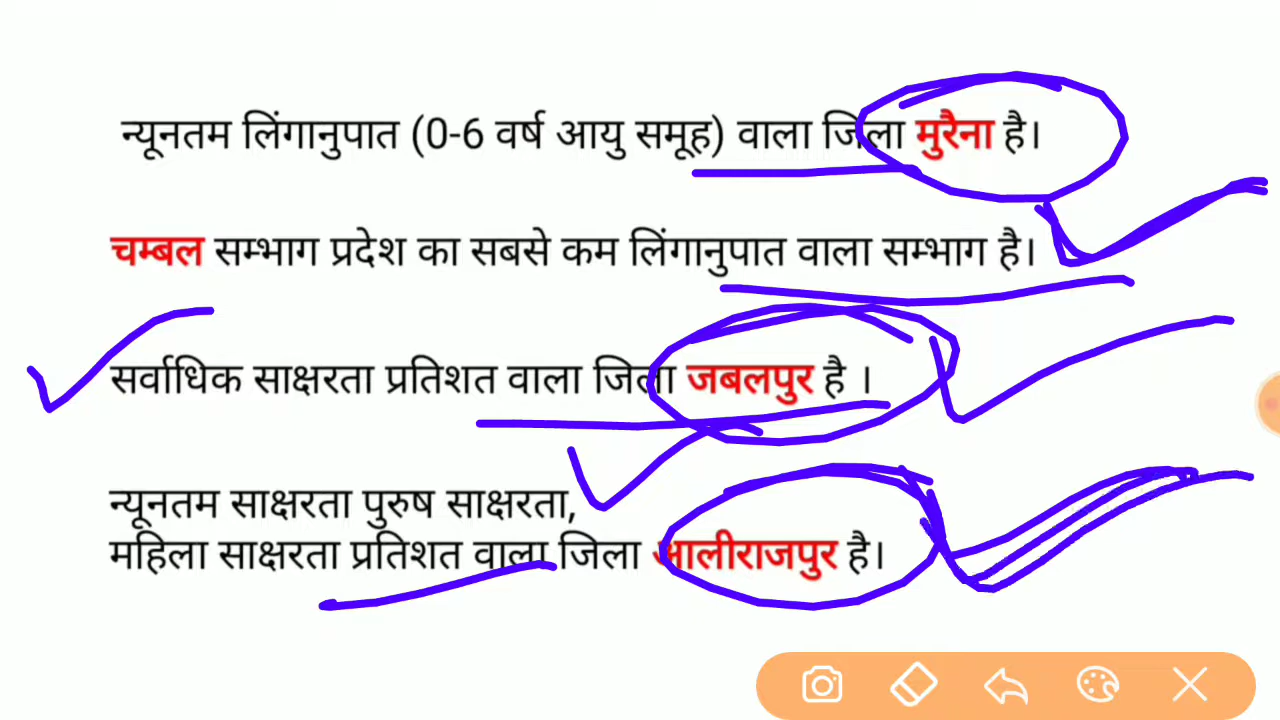 न्यूनतम लिंगानुपात (0-6 वर्ष आयु समूह) वाला जिला मुरैना है।
चम्बल सम्भाग प्रदेश का सबसे कम लिंगानुपात वाला सम्भाग है।
सर्वाधिक साक्षरता प्रतिशत वाला जिला जबलपुर है ।
न्यूनतम साक्षरता पुरुष साक्षरता,
महिला साक्षरता प्रतिशत वाला जिला आलीराजपुर है।